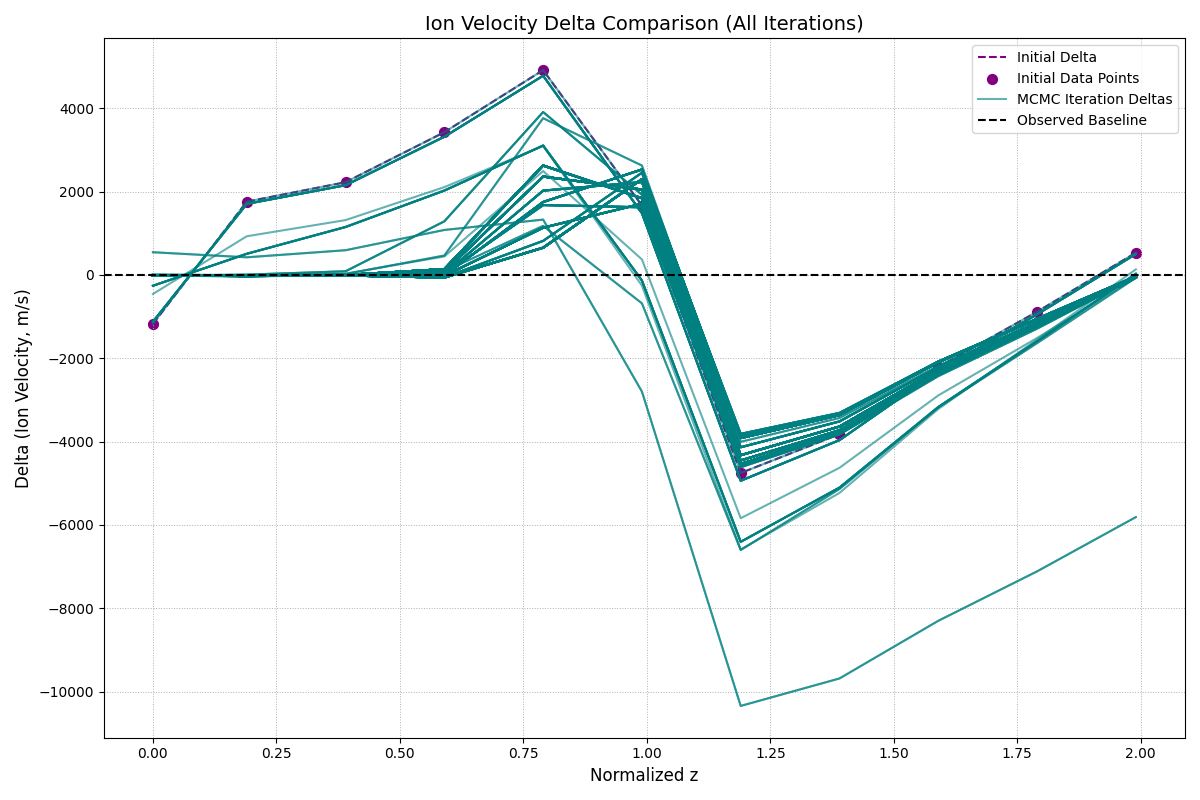 Ion Velocity Delta Comparison (All Iterations)
Initial Delta
Initial Data Points
MCMC Iteration Deltas
Observed Baseline
Delta (Ion Velocity, m/s)
4000
2000
0
−2000
−4000
−6000
−8000
−10000
0.00
0.25
0.50
0.75
1.00
1.25
1.50
1.75
2.00
Normalized z